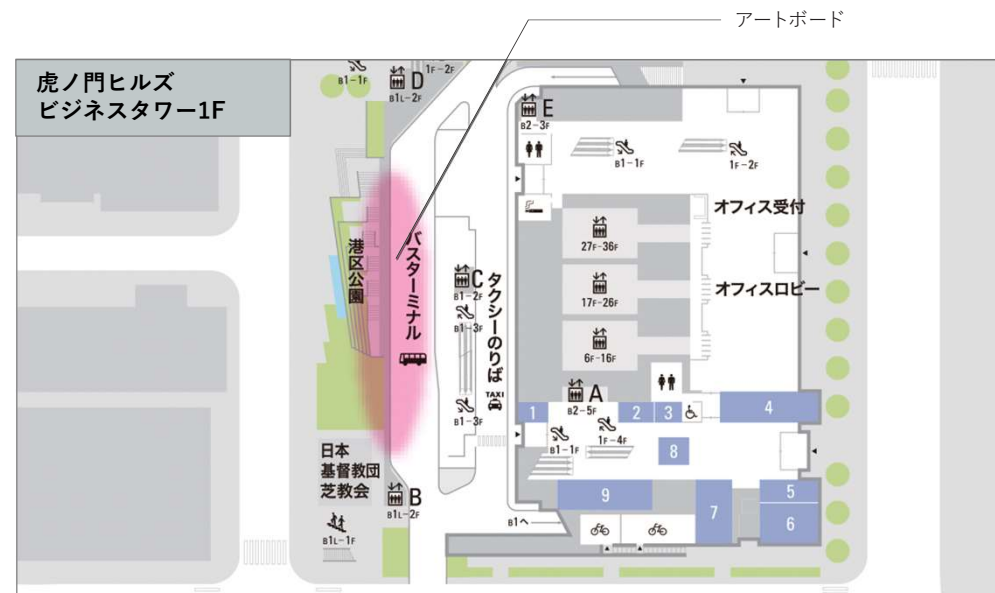 アートボード
虎ノ門ヒルズ
ビジネスタワー1F
B1-1F
1F-2F
D
B1L-2F
E
B2-3F
B1-1F
1F-2F
オフィス受付
27F-36F
港区公園
バスターミナル
C
B1-2F
B1-3F
タクシーのりば
TAXI
17F-26F
オフィスロビー
6F-16F
B1-3F
A
B2-5F
1
2
3
4
B1-1F
1F-4F
8
日本
基督教団
芝教会
B
B1L-2F
B1L-1F
9
7
5
6
B1へ